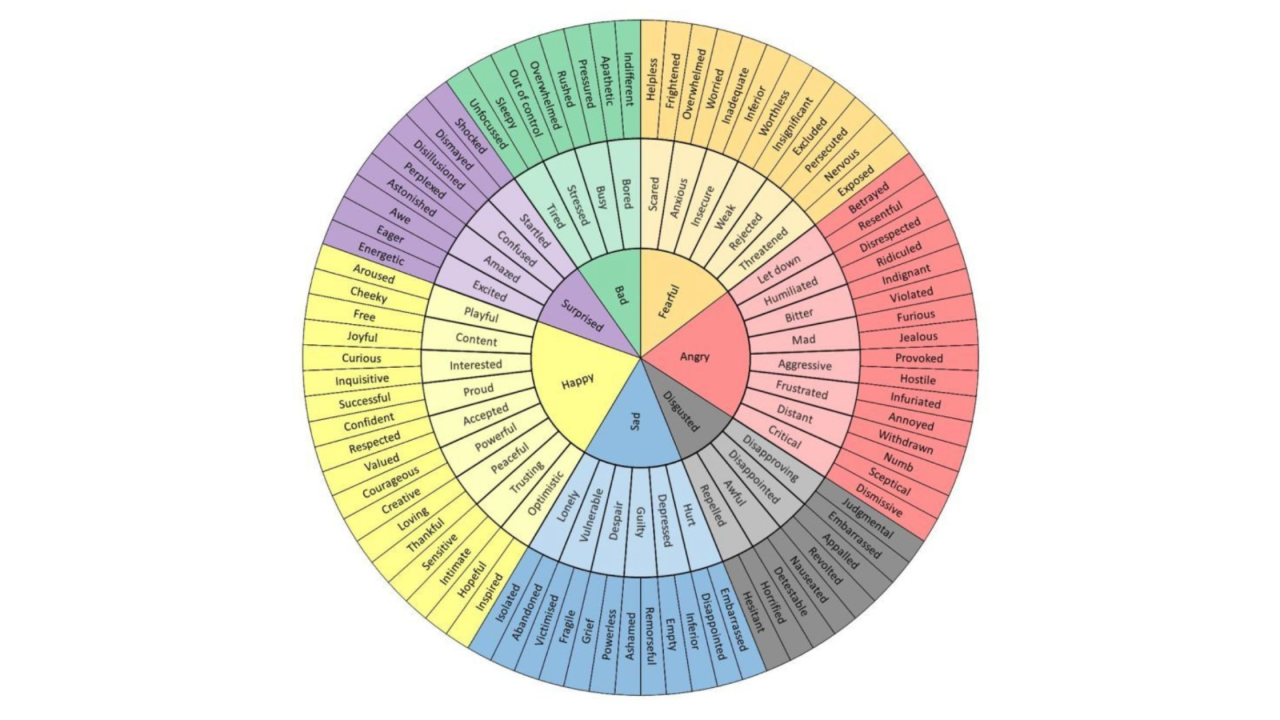 Fearful
Angry
Disgusted
Sad
Happy
Surprised
Bad
Scared
Anxious
Insecure
Weak
Rejected
Threatened
Let down
Humiliated
Bitter
Mad
Aggressive
Frustrated
Distant
Critical
Disapproving
Disappointed
Awful
Repelled
Hurt
Depressed
Guilty
Despair
Vulnerable
Lonely
Optimistic
Trusting
Peaceful
Powerful
Accepted
Proud
Interested
Content
Playful
Excited
Amazed
Confused
Startled
Tired
Stressed
Busy
Bored
Helpless
Frightened
Overwhelmed
Worried
Inadequate
Inferior
Worthless
Insignificant
Excluded
Persecuted
Nervous
Exposed
Betrayed
Resentful
Disrespected
Ridiculed
Indignant
Violated
Furious
Jealous
Provoked
Hostile
Infuriated
Annoyed
Withdrawn
Numb
Sceptical
Dismissive
Judgmental
Embarrassed
Appalled
Revolted
Nauseated
Detestable
Horrified
Hesitant
Embarrassed
Disappointed
Inferior
Empty
Remorseful
Ashamed
Powerless
Grief
Fragile
Victimised
Abandoned
Isolated
Inspired
Hopeful
Intimate
Sensitive
Thankful
Loving
Creative
Courageous
Valued
Respected
Confident
Successful
Inquisitive
Curious
Joyful
Free
Cheeky
Aroused
Energetic
Eager
Awe
Astonished
Perplexed
Disillusioned
Dismayed
Shocked
Unfocussed
Sleepy
Out of control
Overwhelmed
Rushed
Pressured
Apathetic
Indifferent